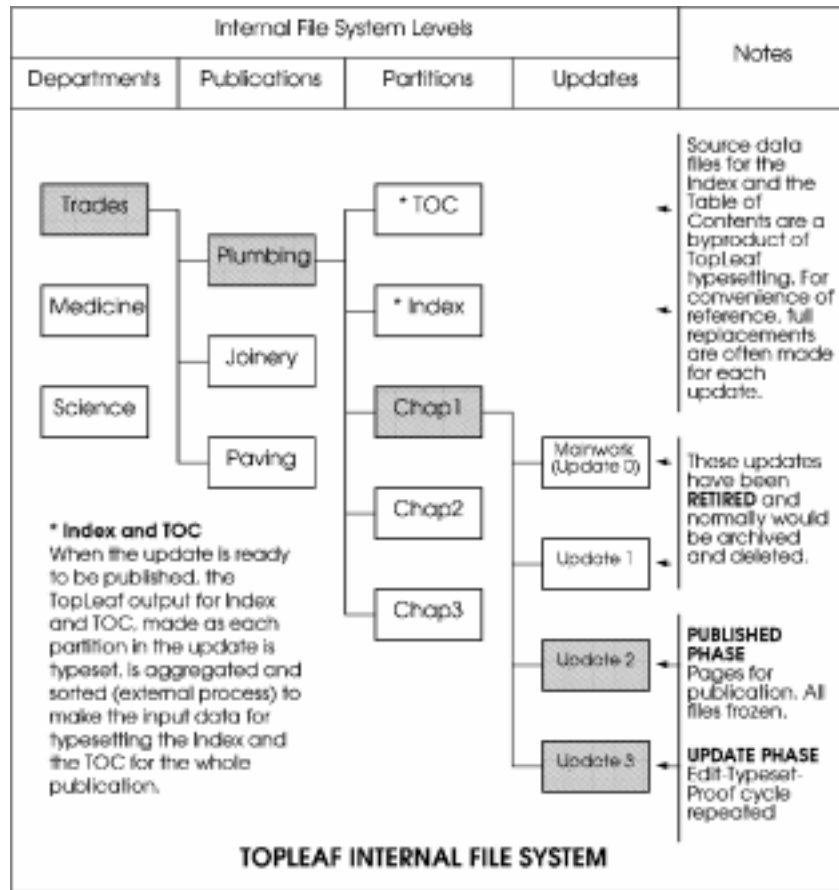 Internal File System Levels
Notes
Departments
Publications
Partitions
Updates
Trades
Medicine
Science
Plumbing
Joinery
Paving
* TOC
* Index
Chap1
Chap2
Chap3
Mainwork
(Update 0)
Update 1
Update 2
Update 3
Source data
files for the
Index and the
Table of
Contents are a
byproduct of
TopLeaf
typesetting. For
convenience of
reference, full
replacements
are often made
for each
update.
These updates
have been
RETIRED and
normally would
be archived
and deleted.
PUBLISHED
PHASE
Pages for
publication. All
files frozen.
UPDATE PHASE
Edit-Typeset-
Proof cycle
repeated
* Index and TOC
When the update is ready
to be published, the
TopLeaf output for Index
and TOC, made as each
partition in the update is
typeset, is aggregated and
sorted (external process) to
make the input data for
typesetting the Index and
the TOC for the whole
publication.
TOPLEAF INTERNAL FILE SYSTEM